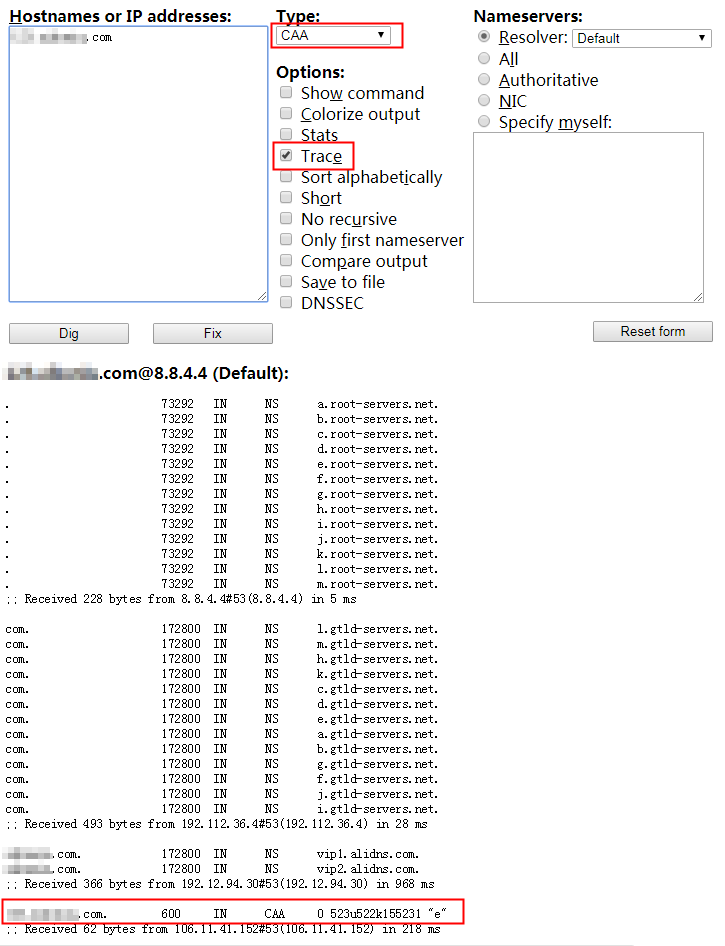 Hostnames or IP addresses:
.com
Type:
CAA
Options:
Show command
Colorize output
Stats
Trace
Sort alphabetically
Short
No recursive
Only first nameserver
Compare output
Save to file
DNSSEC
Nameservers:
Resolver: Default
All
Authoritative
NIC
Specify myself:
Dig
Fix
Reset form
.com@8.8.4.4 (Default):
. 73292 IN NS a.root-servers.net.
. 73292 IN NS b.root-servers.net.
. 73292 IN NS c.root-servers.net.
. 73292 IN NS d.root-servers.net.
. 73292 IN NS e.root-servers.net.
. 73292 IN NS f.root-servers.net.
. 73292 IN NS g.root-servers.net.
. 73292 IN NS h.root-servers.net.
. 73292 IN NS i.root-servers.net.
. 73292 IN NS j.root-servers.net.
. 73292 IN NS k.root-servers.net.
. 73292 IN NS l.root-servers.net.
. 73292 IN NS m.root-servers.net.
;; Received 228 bytes from 8.8.4.4#53(8.8.4.4) in 5 ms
com. 172800 IN NS l.gtld-servers.net.
com. 172800 IN NS m.gtld-servers.net.
com. 172800 IN NS h.gtld-servers.net.
com. 172800 IN NS k.gtld-servers.net.
com. 172800 IN NS c.gtld-servers.net.
com. 172800 IN NS d.gtld-servers.net.
com. 172800 IN NS e.gtld-servers.net.
com. 172800 IN NS a.gtld-servers.net.
com. 172800 IN NS b.gtld-servers.net.
com. 172800 IN NS g.gtld-servers.net.
com. 172800 IN NS f.gtld-servers.net.
com. 172800 IN NS j.gtld-servers.net.
com. 172800 IN NS i.gtld-servers.net.
;; Received 493 bytes from 192.112.36.4#53(192.112.36.4) in 28 ms
.com. 172800 IN NS vip1.alidns.com.
.com. 172800 IN NS vip2.alidns.com.
;; Received 366 bytes from 192.12.94.30#53(192.12.94.30) in 968 ms
.com. 600 IN CAA 0 523u522k155231 "e"
;; Received 62 bytes from 106.11.41.152#53(106.11.41.152) in 218 ms